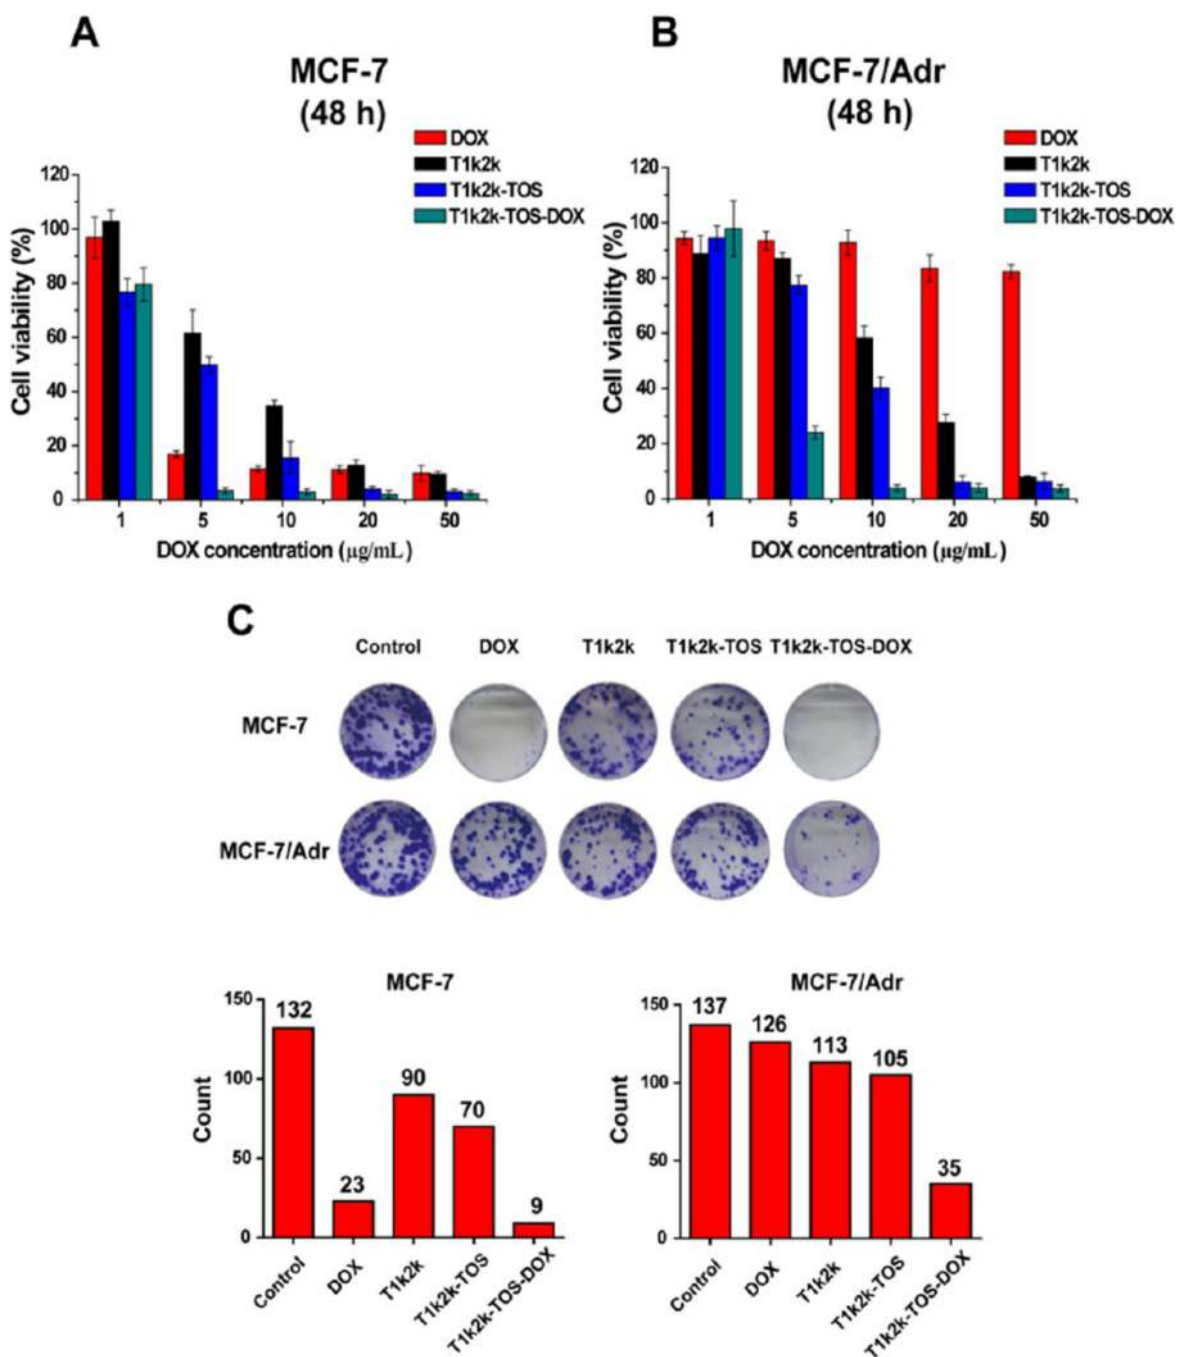 A
MCF-7
(48 h)
DOX
T1k2k
T1k2k-TOS
T1k2k-TOS-DOX
Cell viability (%)
120
100
80
60
40
20
0
1 5 10 20 50
DOX concentration (μg/mL)
B
MCF-7/Adr
(48 h)
DOX
T1k2k
T1k2k-TOS
T1k2k-TOS-DOX
Cell viability (%)
120
100
80
60
40
20
0
1 5 10 20 50
DOX concentration (μg/mL)
C
Control DOX T1k2k T1k2k-TOS T1k2k-TOS-DOX
MCF-7
MCF-7/Adr
MCF-7
Count
150
100
50
0
132
23
90
70
9
Control
DOX
T1k2k
T1k2k-TOS
T1k2k-TOS-DOX
MCF-7/Adr
Count
150
100
50
0
137
126
113
105
35
Control
DOX
T1k2k
T1k2k-TOS
T1k2k-TOS-DOX